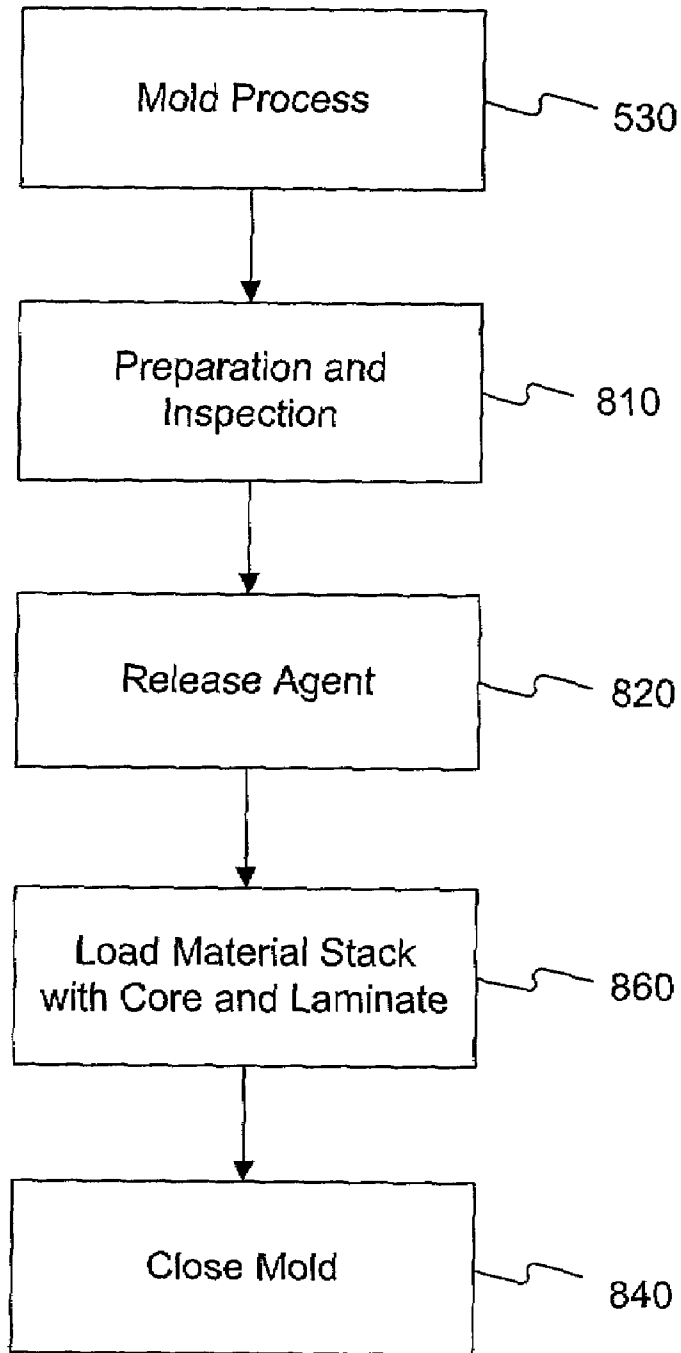 Mold Process
530
Preparation and
Inspection
810
Release Agent
820
Load Material Stack
with Core and Laminate
860
Close Mold
840